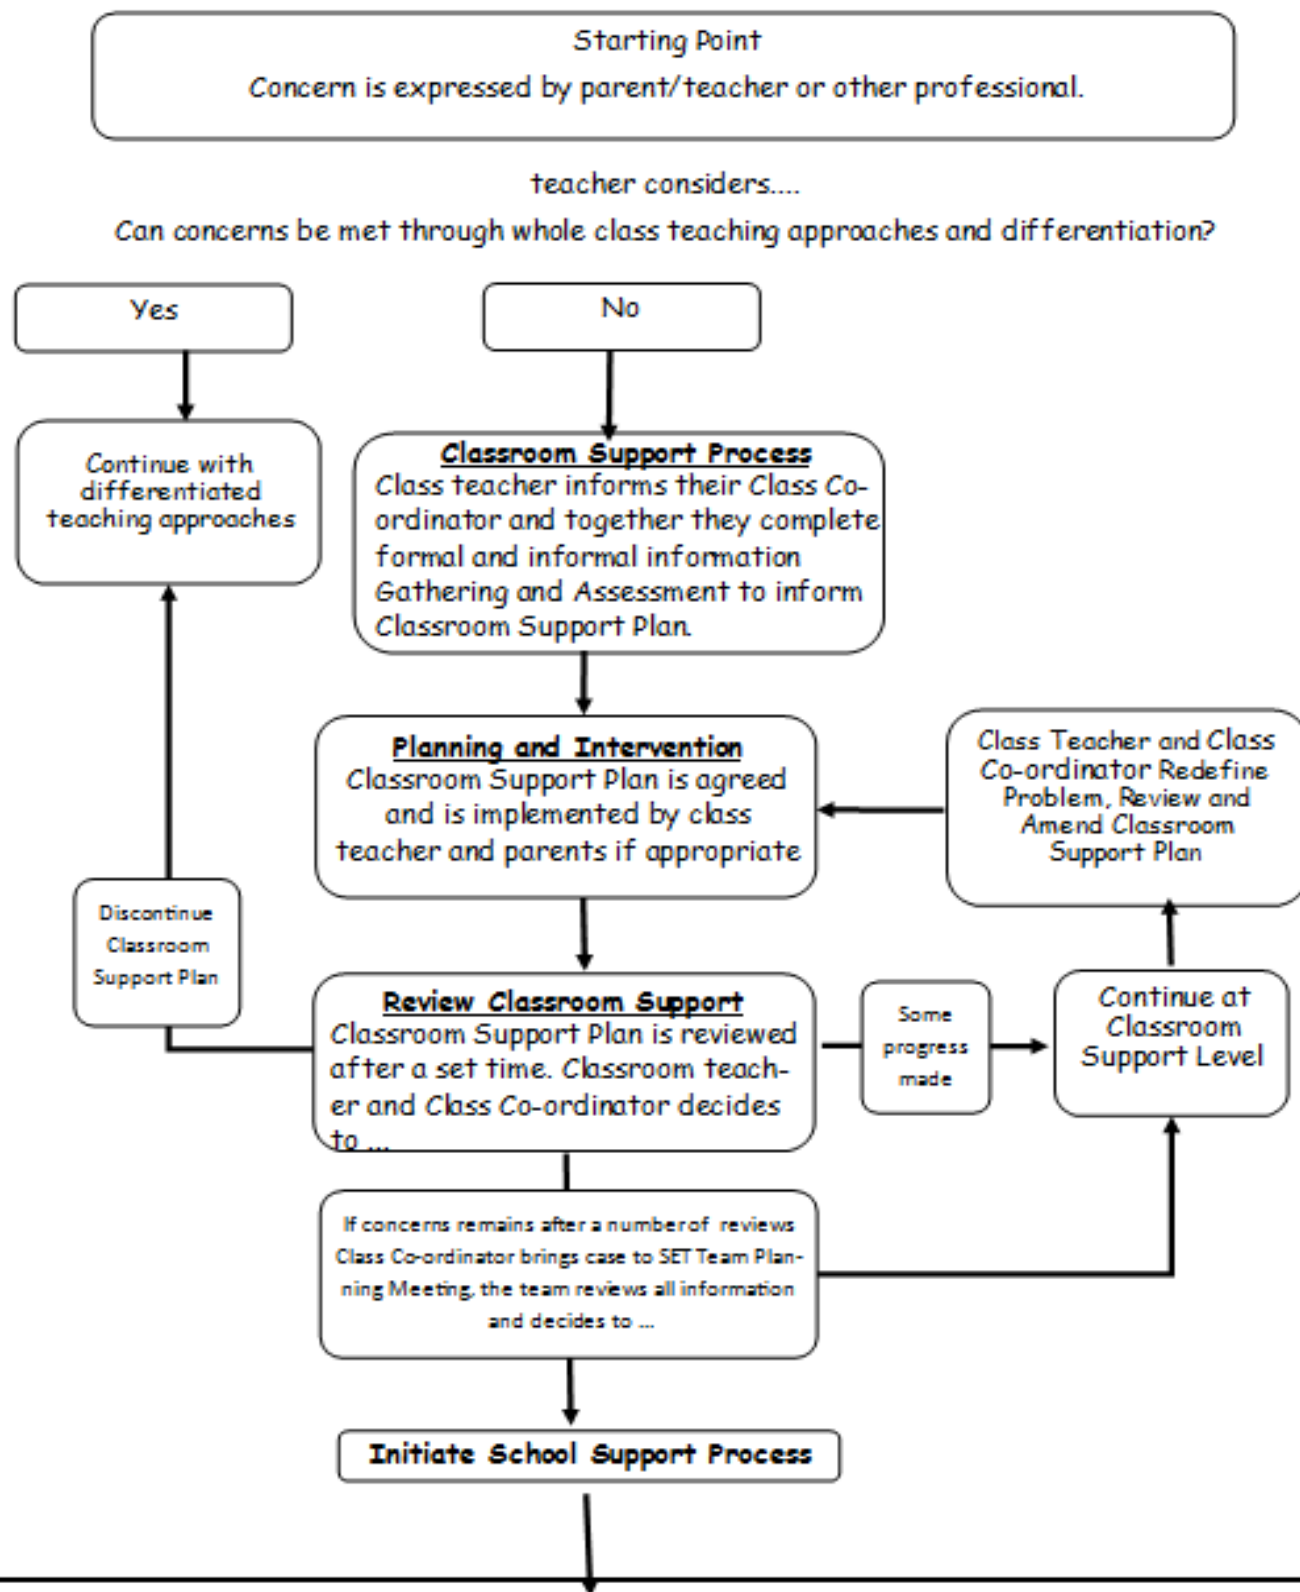 Starting Point
Concern is expressed by parent/teacher or other professional.
teacher considers....
Can concerns be met through whole class teaching approaches and differentiation?
Yes
No
Continue with
differentiated
teaching approaches
Classroom Support Process
Class teacher informs their Class Co-
ordinator and together they complete
formal and informal information
Gathering and Assessment to inform
Classroom Support Plan.
Planning and Intervention
Classroom Support Plan is agreed
and is implemented by class
teacher and parents if appropriate
Class Teacher and Class
Co-ordinator Redefine
Problem, Review and
Amend Classroom
Support Plan
Discontinue
Classroom
Support Plan
Review Classroom Support
Classroom Support Plan is reviewed
after a set time. Classroom teach-
er and Class Co-ordinator decides
to ...
Some
progress
made
Continue at
Classroom
Support Level
If concerns remains after a number of reviews
Class Co-ordinator brings case to SET Team Plan-
ning Meeting, the team reviews all information
and decides to ...
Initiate School Support Process